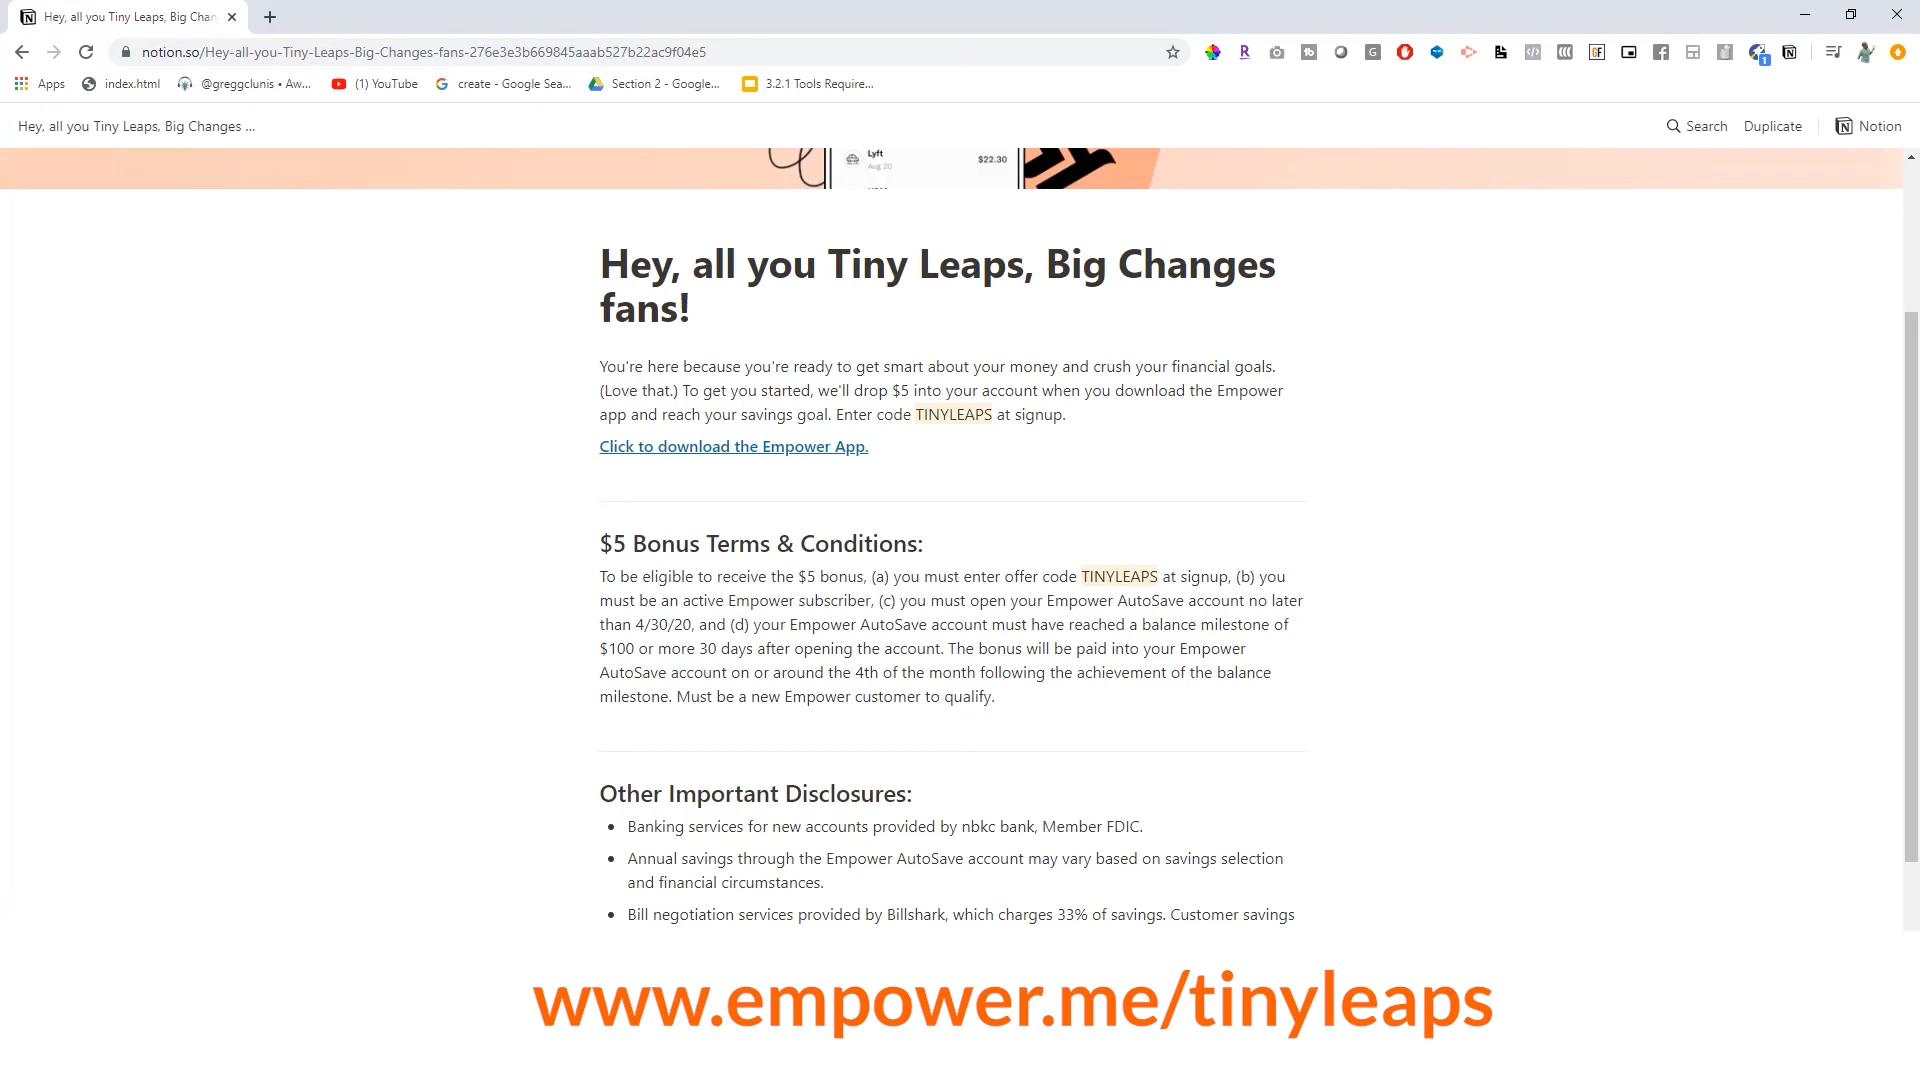 Hey, all you Tiny Leaps, Big Chan
notion.so/Hey-all-you-Tiny-Leaps-Big-Changes-fans-276e3e3b669845aaab527b22ac9f04e5
Apps index.html @greggclunis • Aw... (1) YouTube create - Google Sea... Section 2 - Google... 3.2.1 Tools Require...
Hey, all you Tiny Leaps, Big Changes ... Search Duplicate Notion
Lyft $22.30
Aug 20
Hey, all you Tiny Leaps, Big Changes
fans!
You're here because you're ready to get smart about your money and crush your financial goals.
(Love that.) To get you started, we'll drop $5 into your account when you download the Empower
app and reach your savings goal. Enter code TINYLEAPS at signup.
Click to download the Empower App.
$5 Bonus Terms & Conditions:
To be eligible to receive the $5 bonus, (a) you must enter offer code TINYLEAPS at signup, (b) you
must be an active Empower subscriber, (c) you must open your Empower AutoSave account no later
than 4/30/20, and (d) your Empower AutoSave account must have reached a balance milestone of
$100 or more 30 days after opening the account. The bonus will be paid into your Empower
AutoSave account on or around the 4th of the month following the achievement of the balance
milestone. Must be a new Empower customer to qualify.
Other Important Disclosures:
• Banking services for new accounts provided by nbkc bank, Member FDIC.
• Annual savings through the Empower AutoSave account may vary based on savings selection
and financial circumstances.
• Bill negotiation services provided by Billshark, which charges 33% of savings. Customer savings
www.empower.me/tinyleaps